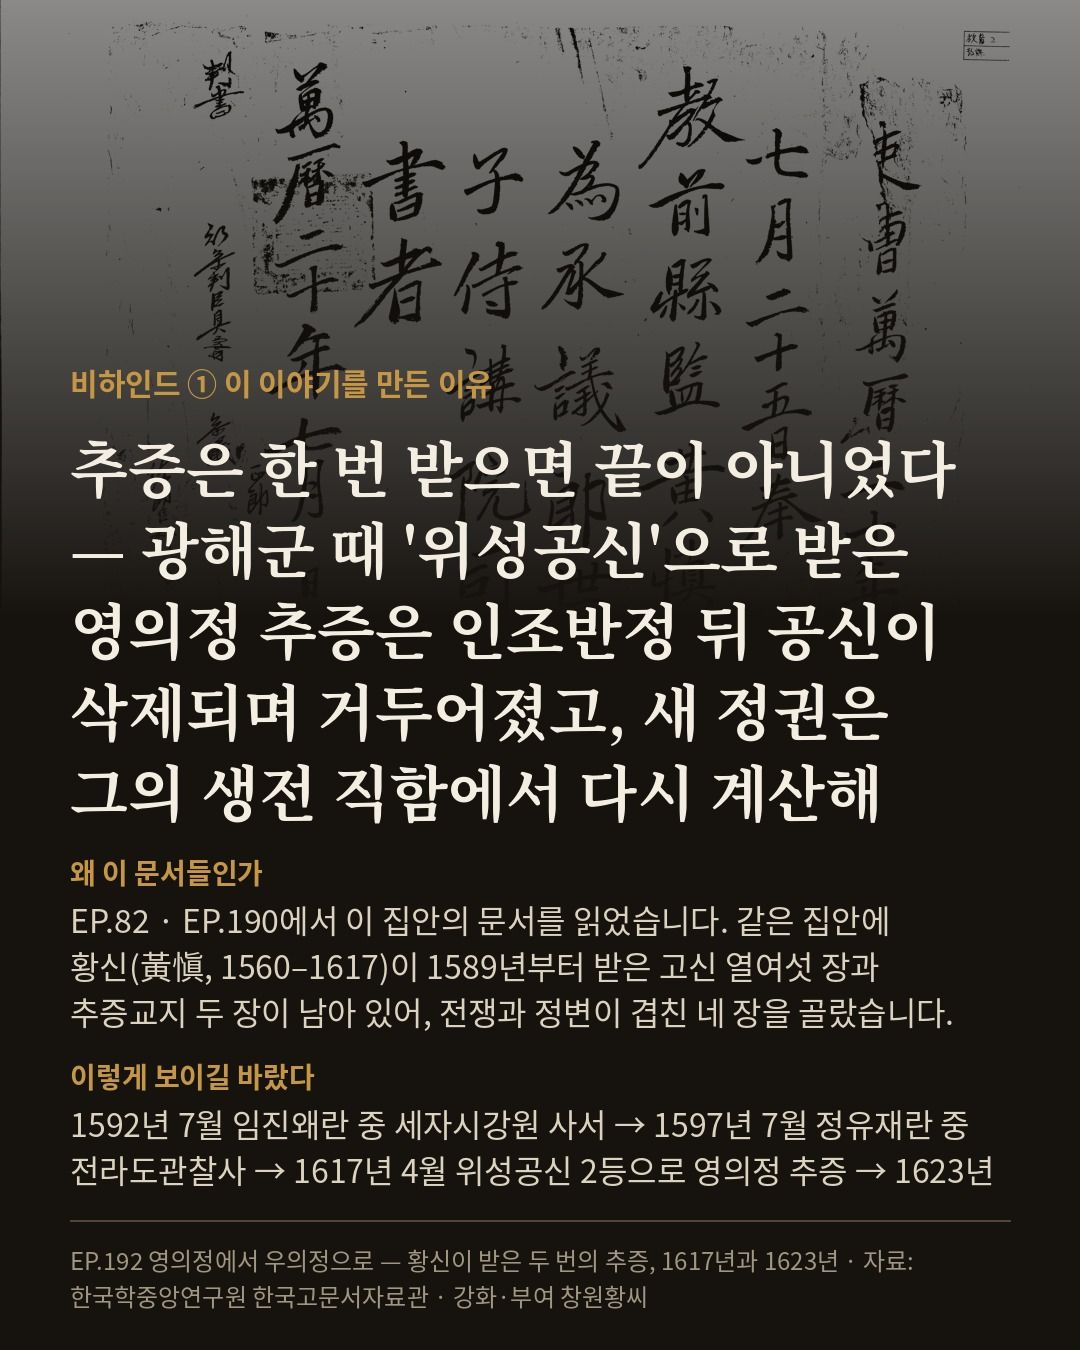 吏曹萬曆二十年
七月二十五日奉
教前縣監黃愼
為承議郎世
子侍講院司
書者
萬曆二十年七月 日
判書
비하인드 ① 이 이야기를 만든 이유
추증은 한 번 받으면 끝이 아니었다
— 광해군 때 '위성공신'으로 받은
영의정 추증은 인조반정 뒤 공신이
삭제되며 거두어졌고, 새 정권은
그의 생전 직함에서 다시 계산해
왜 이 문서들인가
EP.82 · EP.190에서 이 집안의 문서를 읽었습니다. 같은 집안에
황신(黃愼, 1560–1617)이 1589년부터 받은 고신 열여섯 장과
추증교지 두 장이 남아 있어, 전쟁과 정변이 겹친 네 장을 골랐습니다.
이렇게 보이길 바랐다
1592년 7월 임진왜란 중 세자시강원 사서 → 1597년 7월 정유재란 중
전라도관찰사 → 1617년 4월 위성공신 2등으로 영의정 추증 → 1623년
EP.192 영의정에서 우의정으로 — 황신이 받은 두 번의 추증, 1617년과 1623년 · 자료:
한국학중앙연구원 한국고문서자료관 · 강화·부여 창원황씨